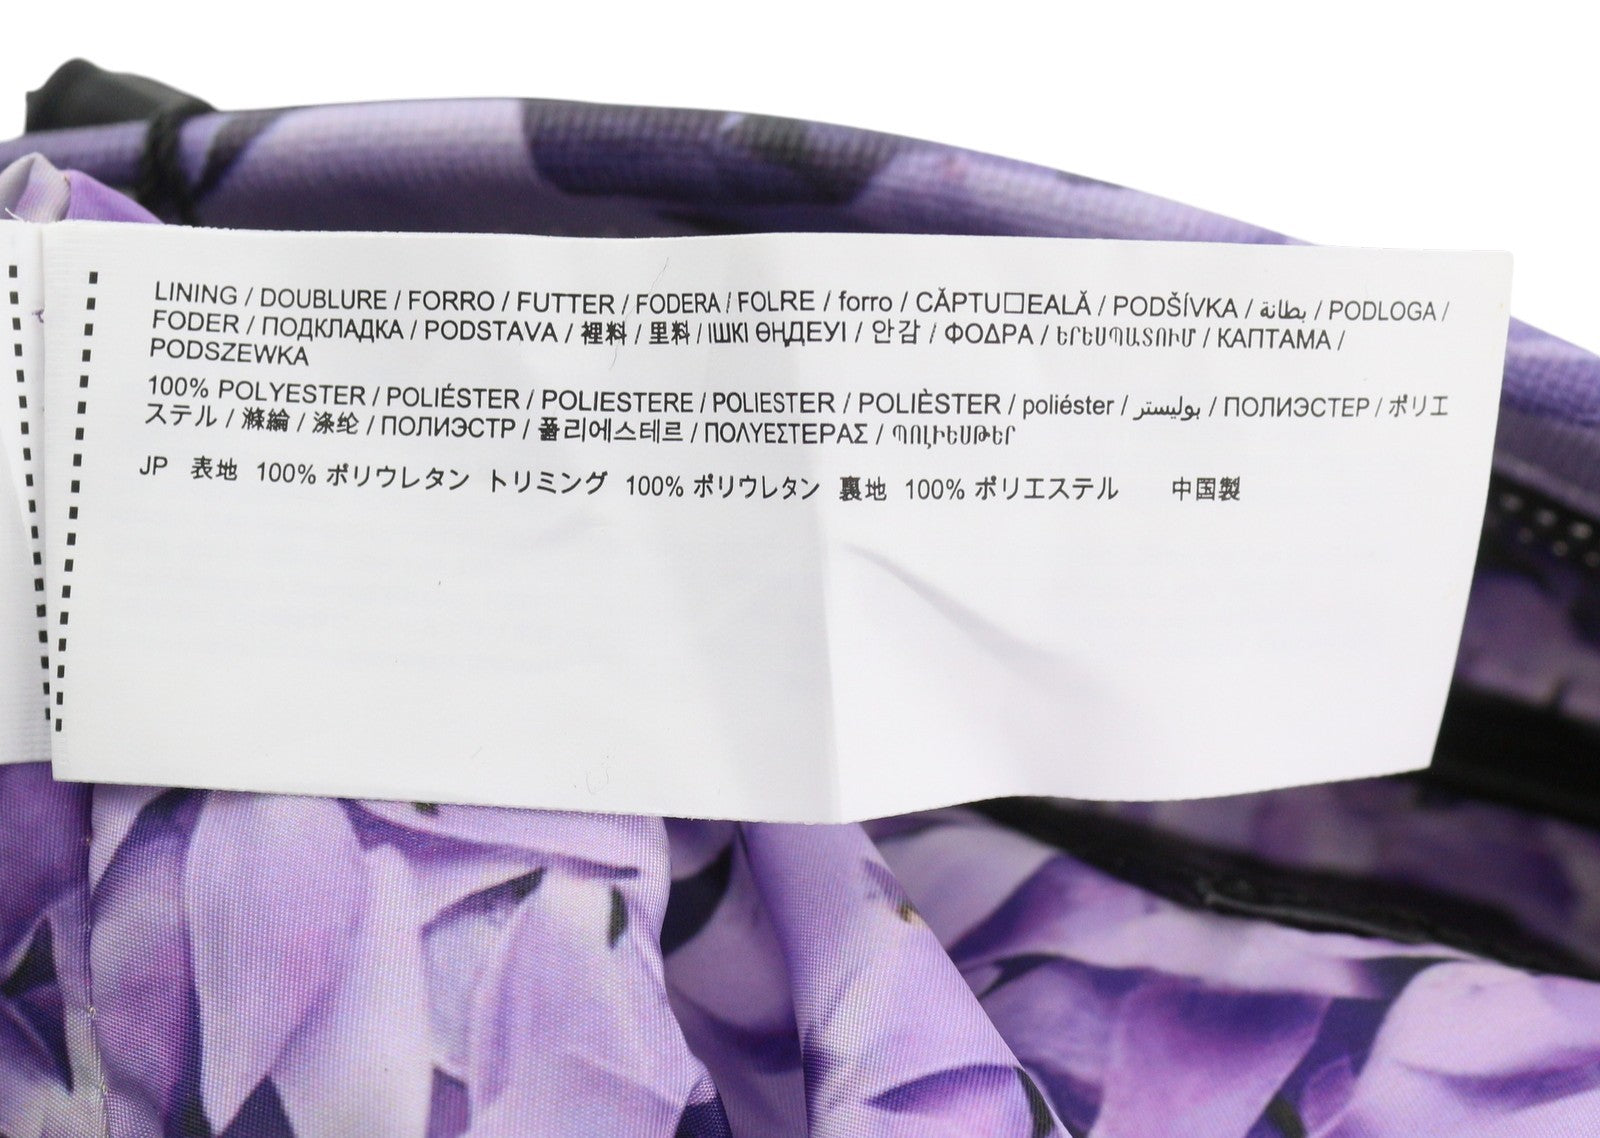 LINING / DOUBLURE / FORRO / FUTTER / FODERA / FOLRE / forro / CĂPTU□EALĂ / PODŠÍVKA / بطانة / PODLOGA /
FODER / ПОДКЛАДКА / PODSTAVA / 裡料 / 里料 / ІШКІ ӨҢДЕУІ / 안감 / ΦΟΔΡΑ / ԵՐԵՍՊԱՏՈՒՄ / КАПТАМА /
PODSZEWKA
100% POLYESTER / POLIÉSTER / POLIESTERE / POLIESTER / POLIÈSTER / poliéster / بوليستر / ПОЛИЭСТЕР / ポリエ
ステル / 滌綸 / 涤纶 / ПОЛИЭСТР / 폴리에스테르 / ΠΟΛΥΕΣΤΕΡΑΣ / ՊՈԼԻԵՍԹԵՐ
JP 表地 100% ポリウレタン トリミング 100% ポリウレタン 裏地 100% ポリエステル 中国製